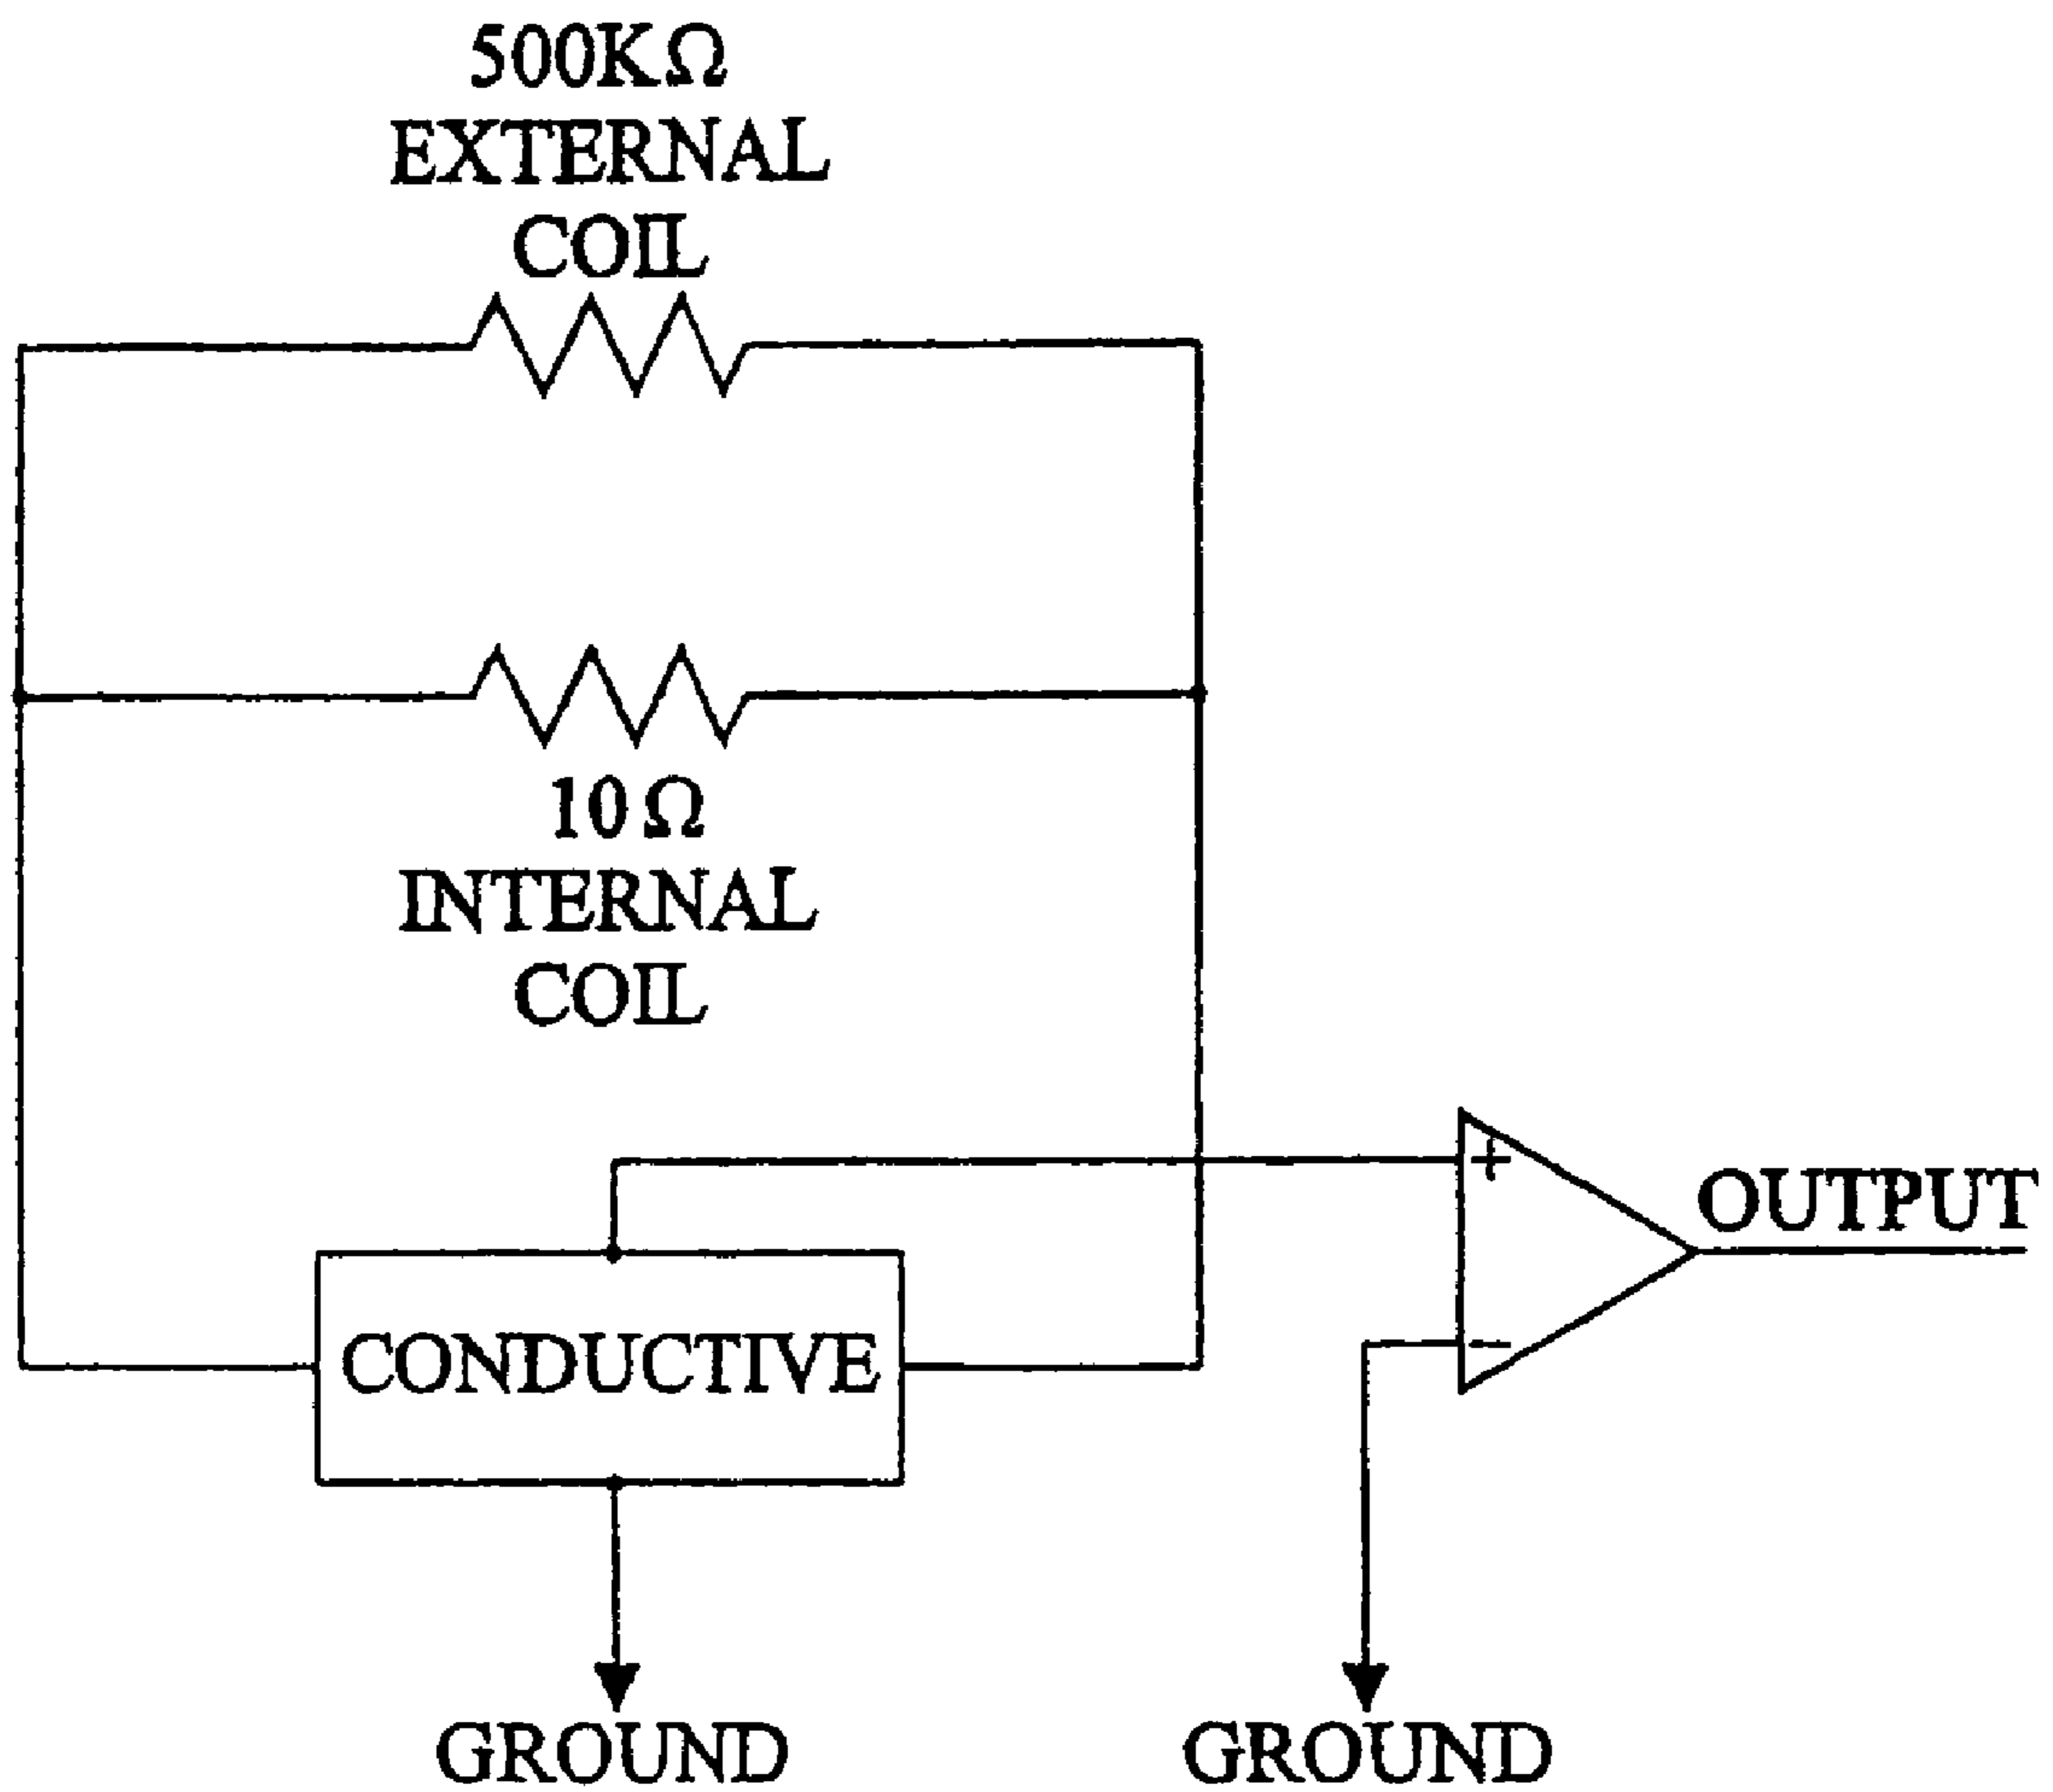 500KΩ
EXTERNAL
COIL
10Ω
INTERNAL
COIL
+
OUTPUT
CONDUCTIVE
−
GROUND
GROUND